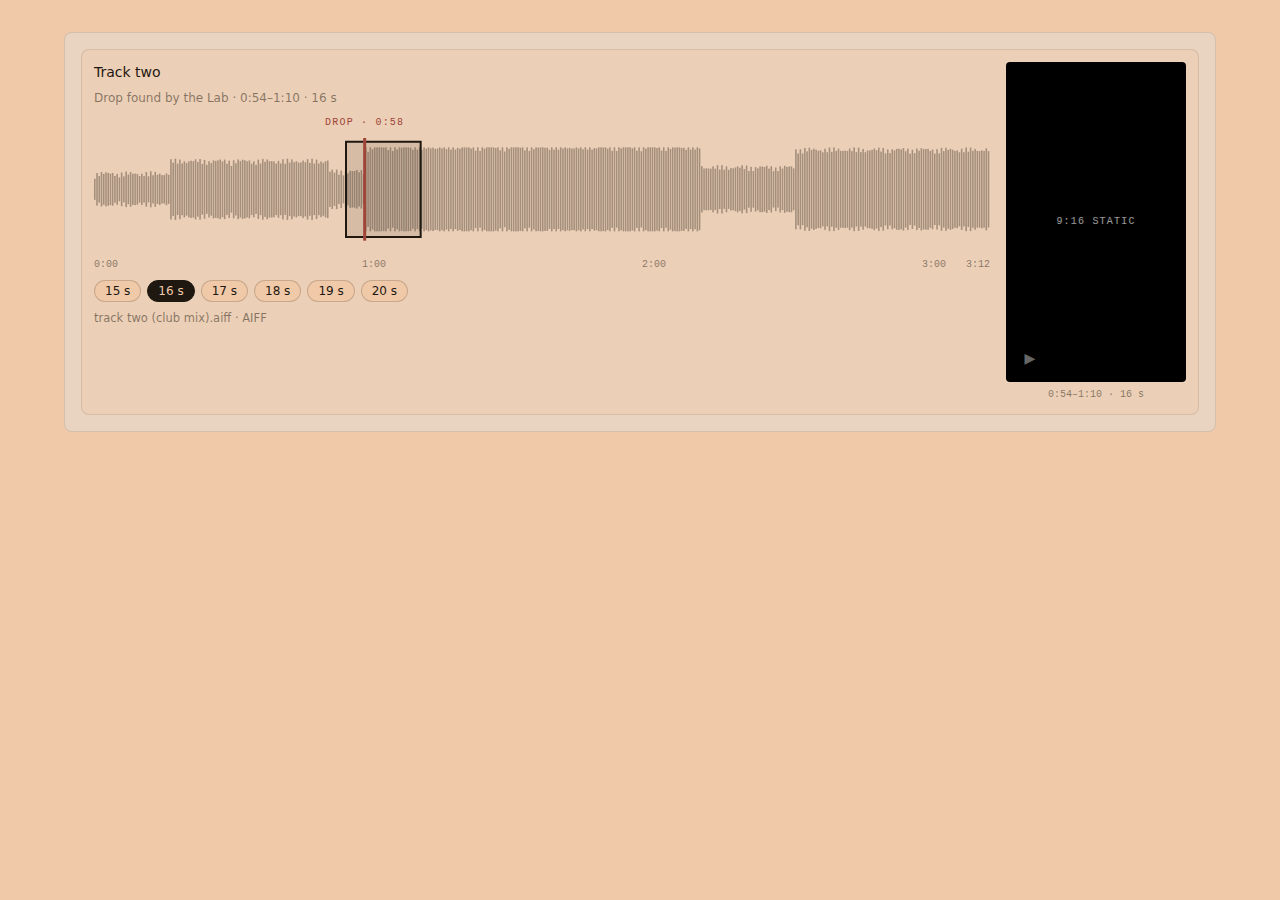 Track two
Drop found by the Lab · 0:54–1:10 · 16 s
DROP · 0:58
0:00 1:00 2:00 3:00 3:12
15 s 16 s 17 s 18 s 19 s 20 s
track two (club mix).aiff · AIFF
9:16 STATIC
0:54–1:10 · 16 s